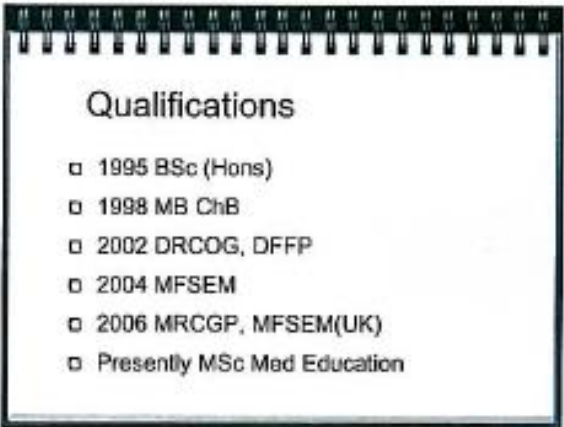 Qualifications
1995 BSc (Hons)
1998 MB ChB
2002 DRCOG, DFFP
2004 MFSEM
2006 MRCGP, MFSEM(UK)
Presently MSc Med Education